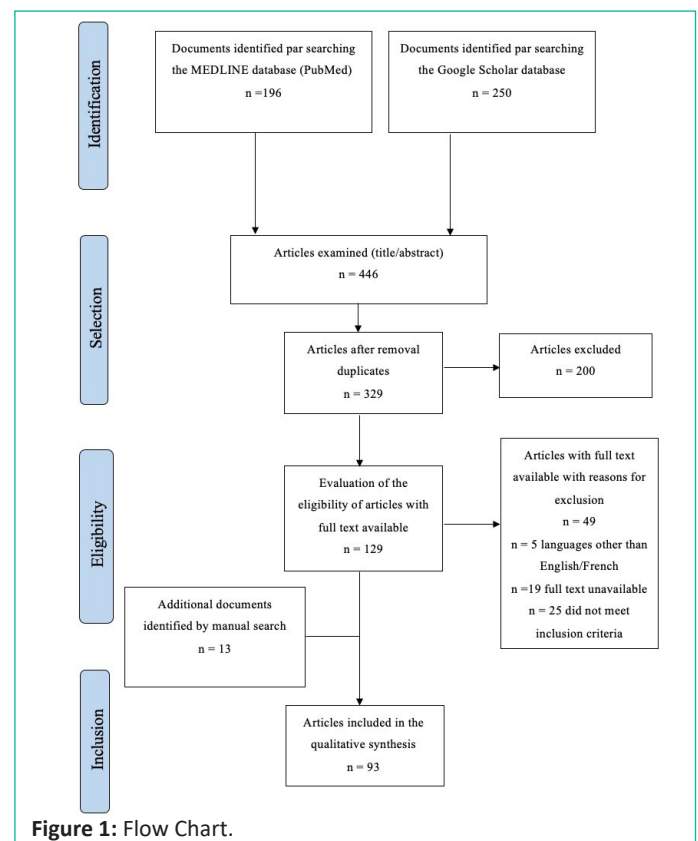 Identification
Documents identified par searching
the MEDLINE database (PubMed)
n =196
Documents identified par searching
the Google Scholar database
n = 250
Selection
Articles examined (title/abstract)
n = 446
Articles after removal
duplicates
n = 329
Articles excluded
n = 200
Eligibility
Evaluation of the
eligibility of articles with
full text available
n = 129
Articles with full text
available with reasons for
exclusion
n = 49
n = 5 languages other than
English/French
n =19 full text unavailable
n = 25 did not meet
inclusion criteria
Additional documents
identified by manual search
n = 13
Inclusion
Articles included in the
qualitative synthesis
n = 93
Figure 1: Flow Chart.